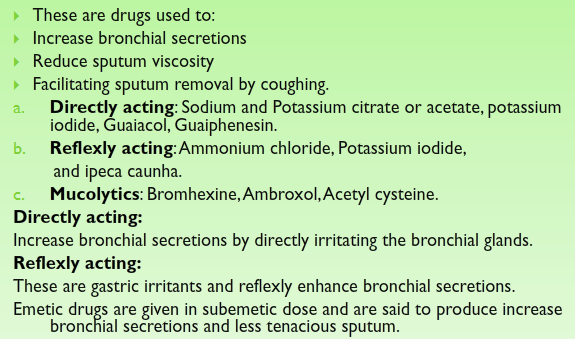 These are drugs used to:
Increase bronchial secretions
Reduce sputum viscosity
Facilitating sputum removal by coughing.
a. Directly acting: Sodium and Potassium citrate or acetate, potassium
iodide, Guaiacol, Guaiphenesin.
b. Reflexly acting: Ammonium chloride, Potassium iodide,
and ipeca caunha.
c. Mucolytics: Bromhexine, Ambroxol, Acetyl cysteine.
Directly acting:
Increase bronchial secretions by directly irritating the bronchial glands.
Reflexly acting:
These are gastric irritants and reflexly enhance bronchial secretions.
Emetic drugs are given in subemetic dose and are said to produce increase
bronchial secretions and less tenacious sputum.